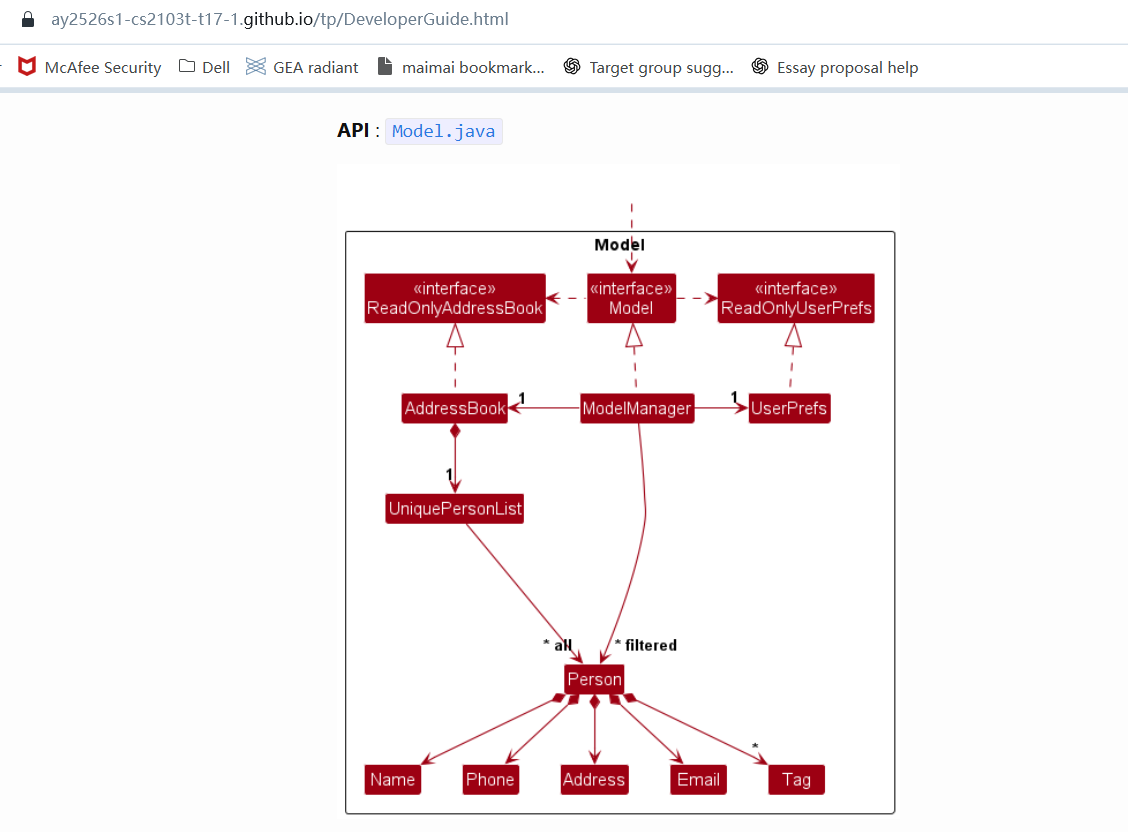 ay2526s1-cs2103t-t17-1.github.io/tp/DeveloperGuide.html
McAfee Security Dell GEA radiant maimai bookmark... Target group sugg... Essay proposal help
API : Model.java
Model
«interface» «interface» «interface»
ReadOnlyAddressBook Model ReadOnlyUserPrefs
1 1
AddressBook ModelManager UserPrefs
1
UniquePersonList
* all * filtered
Person
*
Name Phone Address Email Tag